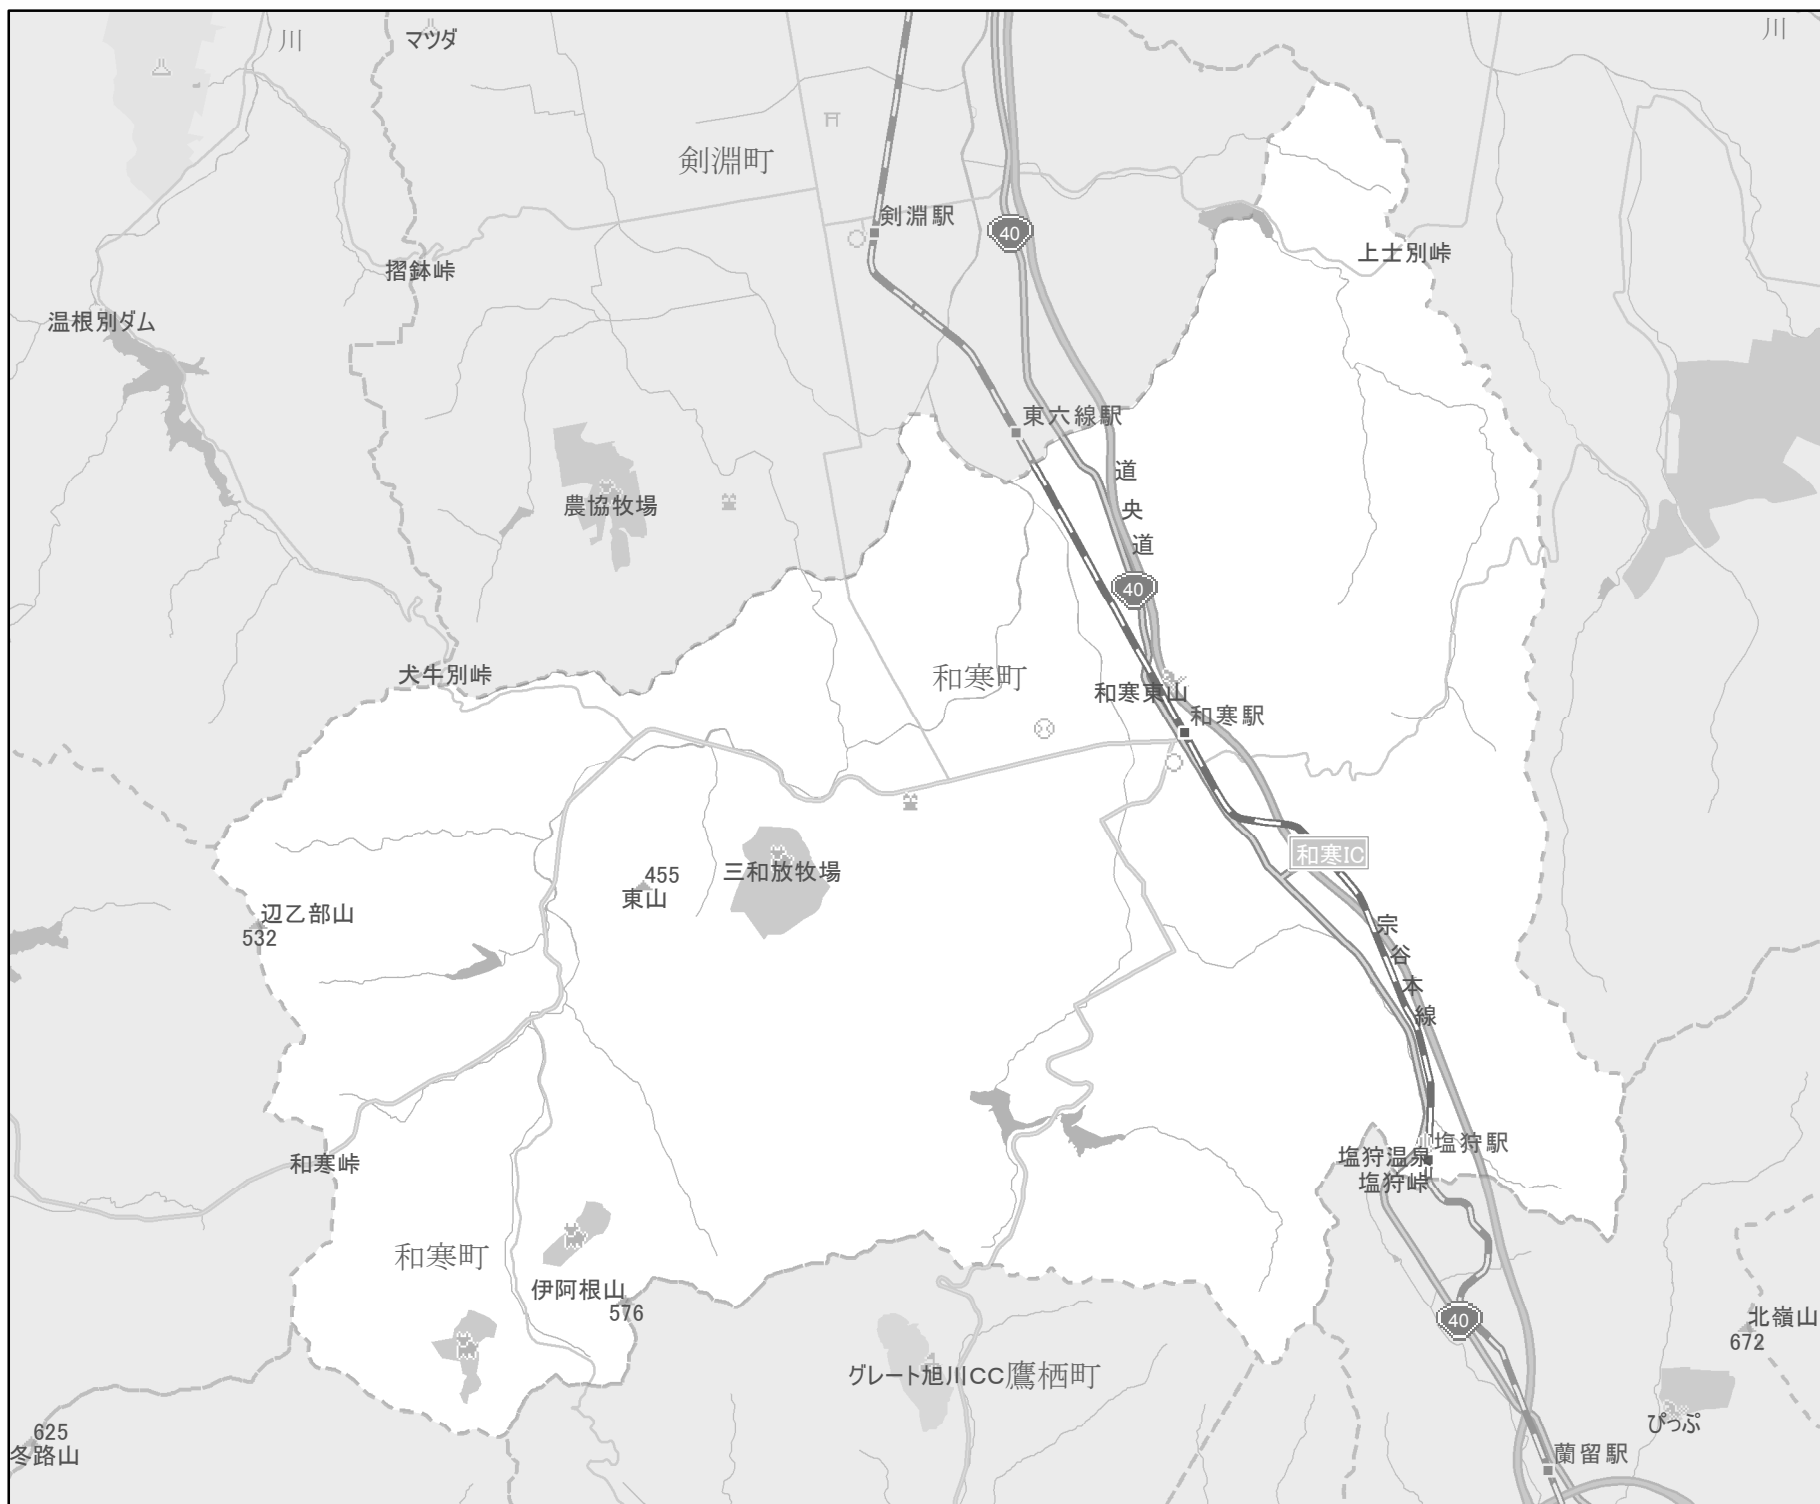 川
マツダ
川
剣淵町
剣淵駅
40
上士別峠
摺鉢峠
温根別ダム
東六線駅
道央道
農協牧場
40
犬牛別峠
和寒町
和寒東山
和寒駅
和寒IC
455
東山
三和放牧場
辺乙部山
532
宗谷本線
塩狩駅
塩狩温泉
塩狩峠
和寒峠
和寒町
伊阿根山
576
40
北嶺山
672
グレート旭川CC
鷹栖町
ぴっぷ
625
冬路山
蘭留駅